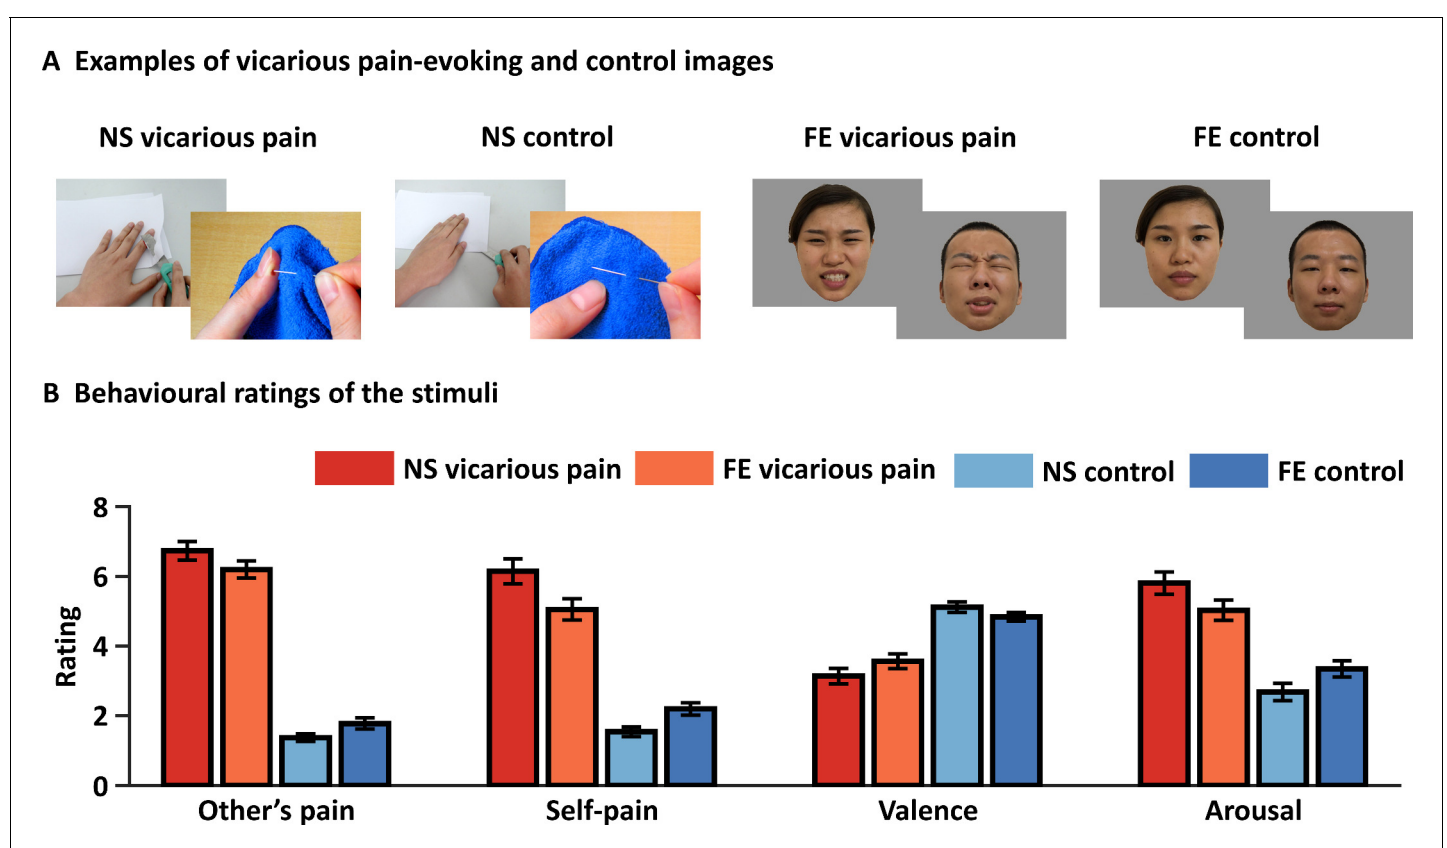 A Examples of vicarious pain-evoking and control images
NS vicarious pain NS control FE vicarious pain FE control
B Behavioural ratings of the stimuli
NS vicarious pain FE vicarious pain NS control FE control
8
6
4
2
0
Rating
Other's pain Self-pain Valence Arousal